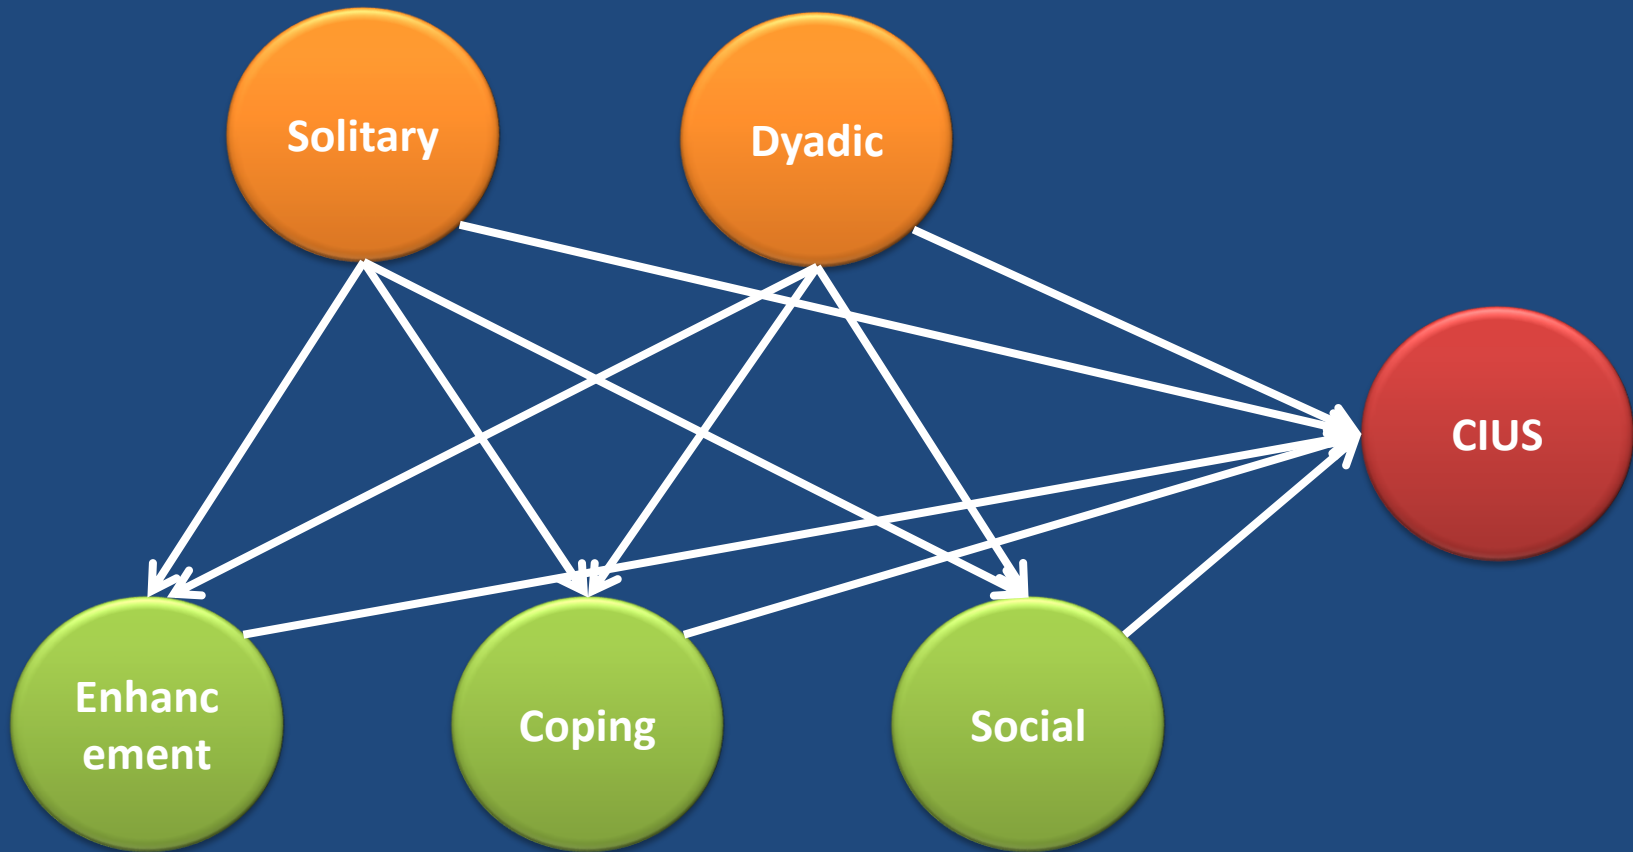 Solitary
Dyadic
CIUS
Enhanc
ement
Coping
Social